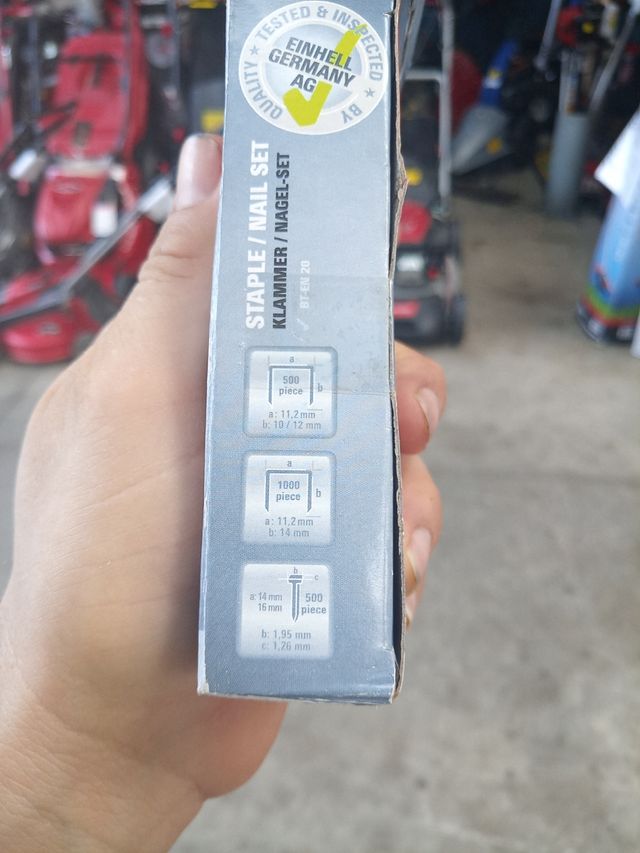 QUALITY ★ TESTED & INSPECTED ★ BY
EINHELL
GERMANY
AG
STAPLE / NAIL SET
KLAMMER / NAGEL-SET
BT-EN 20
a
500
piece
b
a: 11,2 mm
b: 10 / 12 mm
a
1000
piece
b
a: 11,2 mm
b: 14 mm
b
c
a: 14 mm
16 mm
500
piece
b: 1,95 mm
c: 1,26 mm